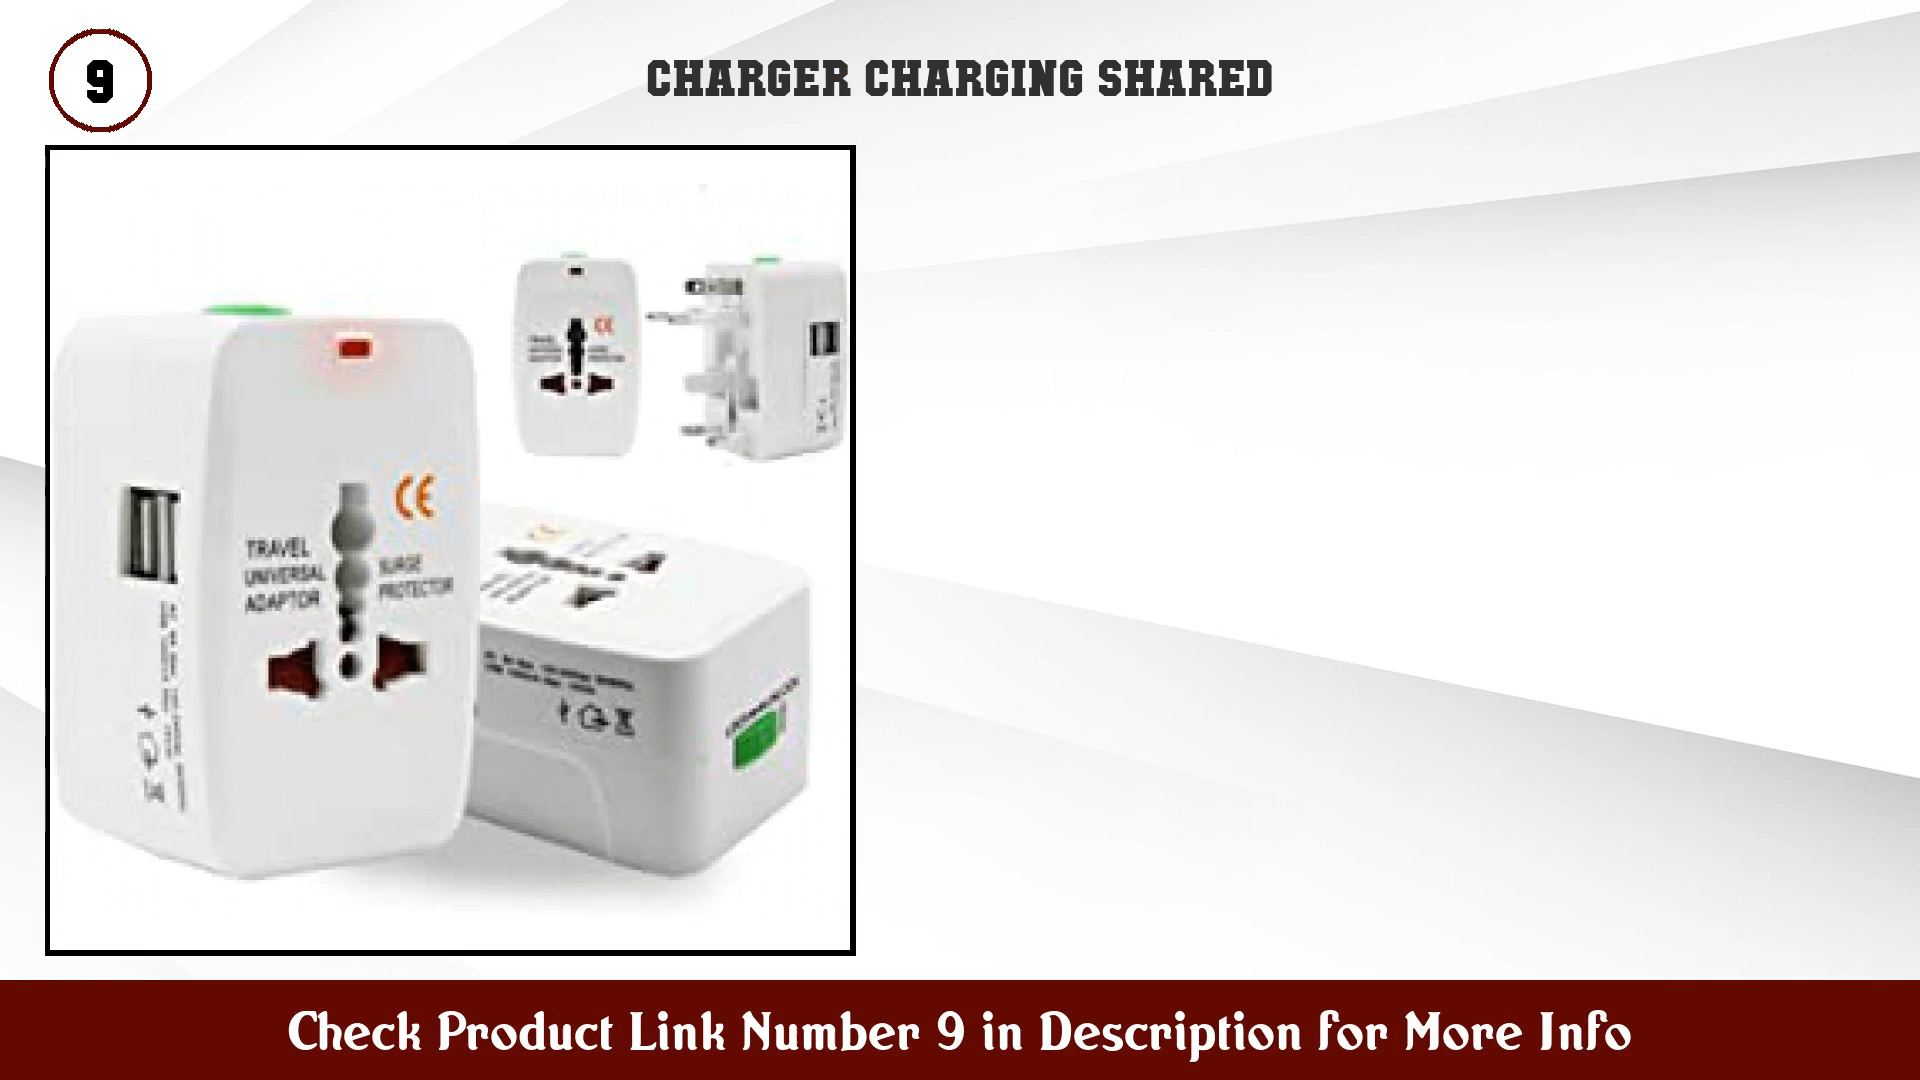 9
CHARGER CHARGING SHARED
CE
TRAVEL
UNIVERSAL
ADAPTOR
SURGE
PROTECTOR
CE
Check Product Link Number 9 in Description for More Info